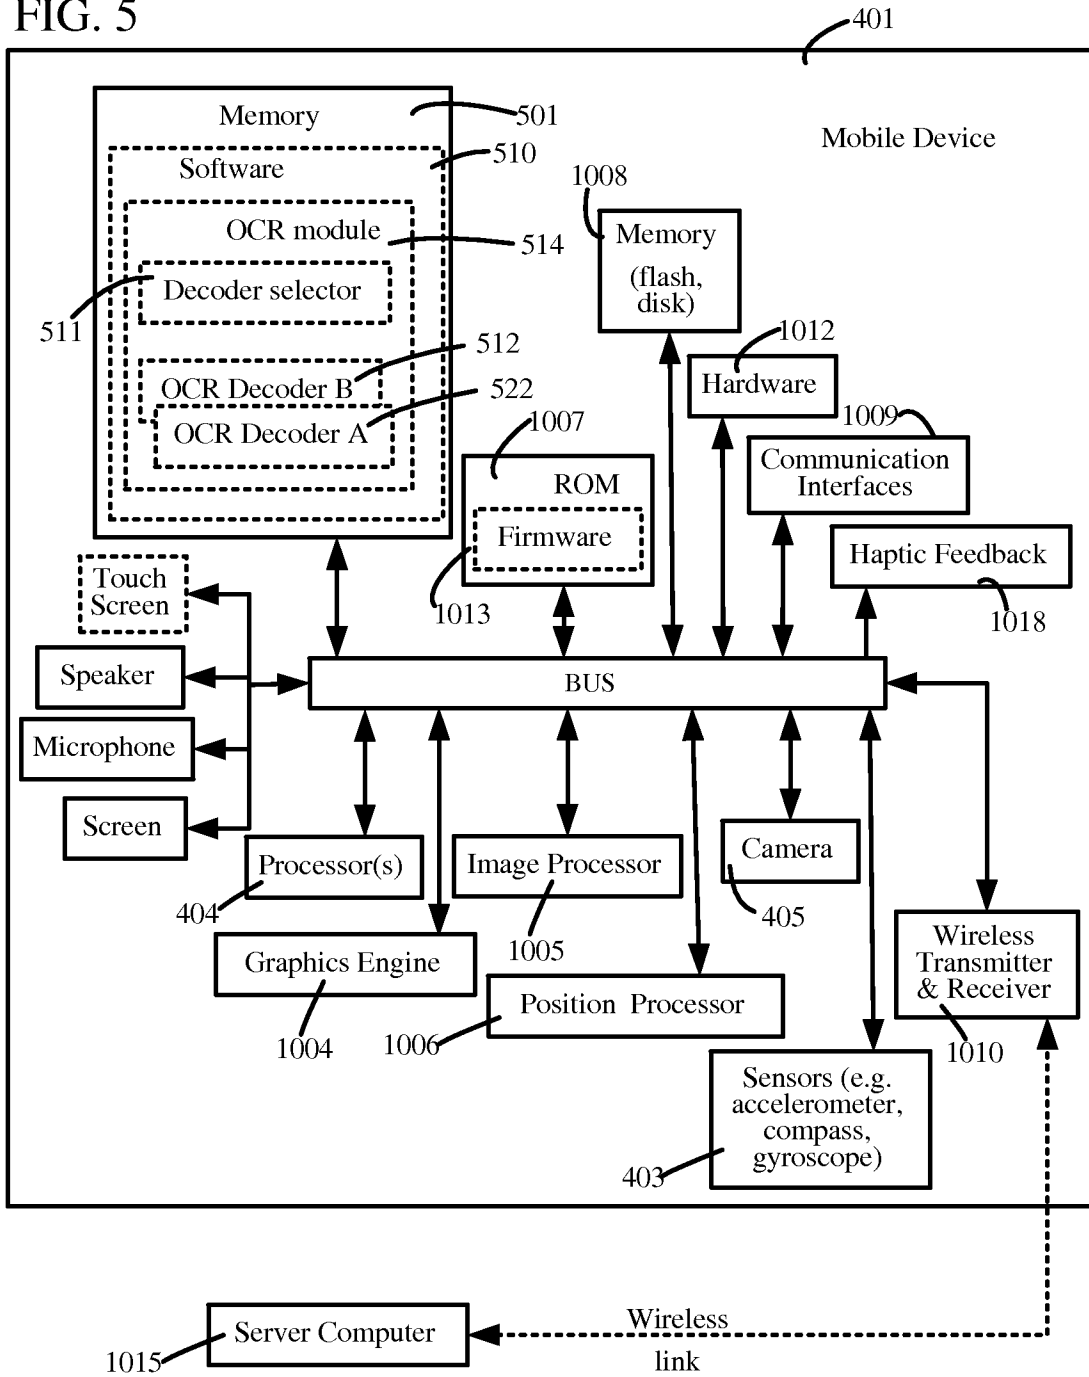 FIG. 5
401
Memory
501
Mobile Device
Software
510
1008
OCR module
514
Memory
(flash,
disk)
Decoder selector
511
512
1012
OCR Decoder B
522
Hardware
OCR Decoder A
1007
1009
ROM
Communication
Interfaces
Firmware
Haptic Feedback
Touch
Screen
1013
1018
Speaker
BUS
Microphone
Screen
Processor(s)
Image Processor
Camera
404
405
1005
Wireless
Transmitter
& Receiver
Graphics Engine
Position Processor
1004
1006
1010
Sensors (e.g.
accelerometer,
compass,
gyroscope)
403
Wireless
link
Server Computer
1015